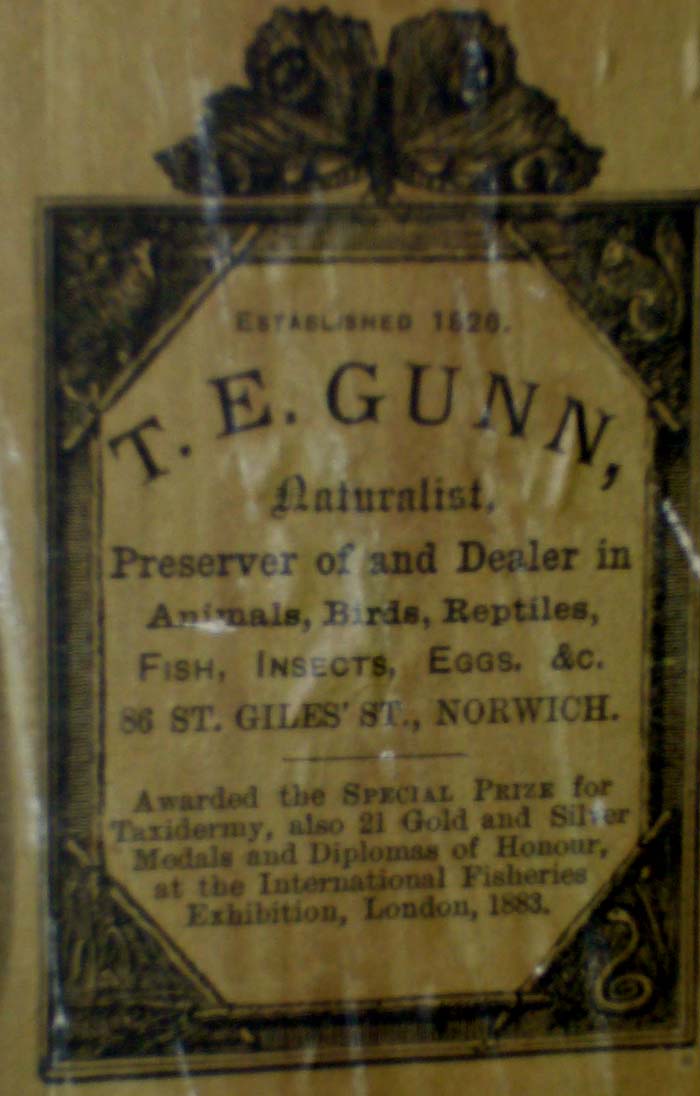 ESTABLISHED 1826.
T. E. GUNN,
Naturalist,
Preserver of and Dealer in
Animals, Birds, Reptiles,
FISH, INSECTS, EGGS. &c.
86 ST. GILES' ST., NORWICH.
Awarded the SPECIAL PRIZE for
Taxidermy, also 21 Gold and Silver
Medals and Diplomas of Honour,
at the International Fisheries
Exhibition, London, 1883.